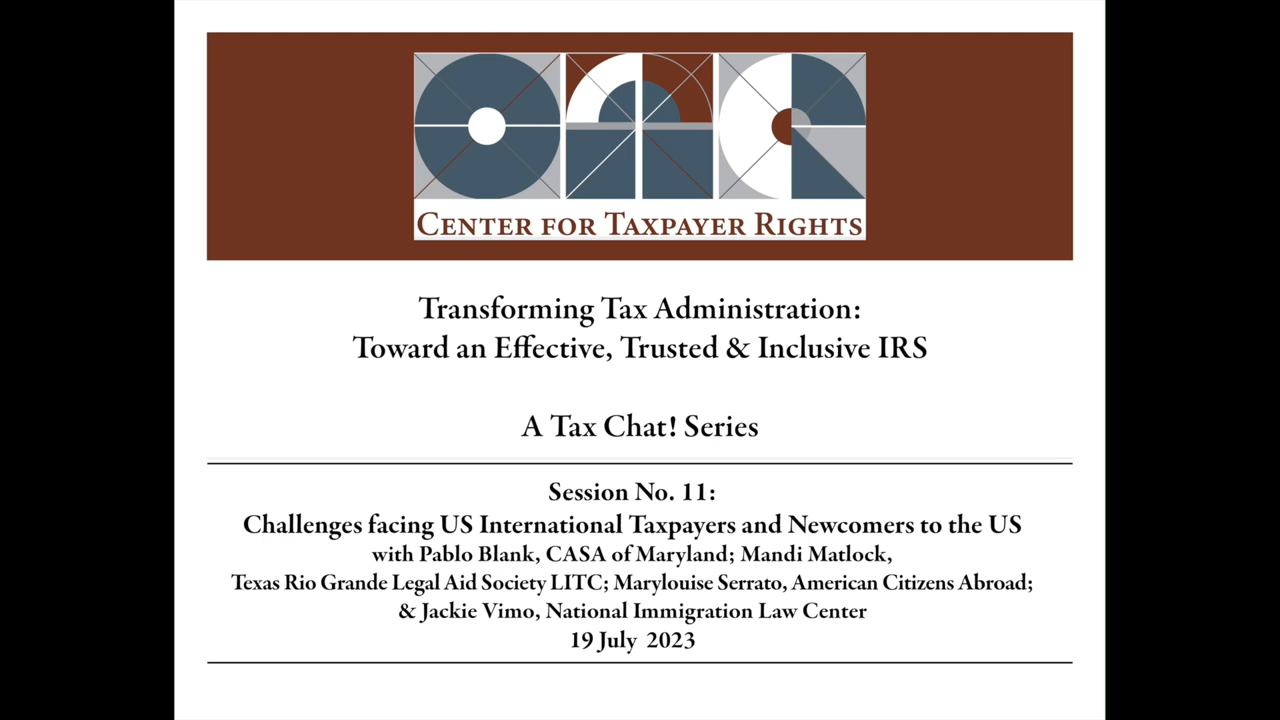 CENTER FOR TAXPAYER RIGHTS
Transforming Tax Administration:
Toward an Effective, Trusted & Inclusive IRS
A Tax Chat! Series
Session No. 11:
Challenges facing US International Taxpayers and Newcomers to the US
with Pablo Blank, CASA of Maryland; Mandi Matlock,
Texas Rio Grande Legal Aid Society LITC; Marylouise Serrato, American Citizens Abroad;
& Jackie Vimo, National Immigration Law Center
19 July 2023